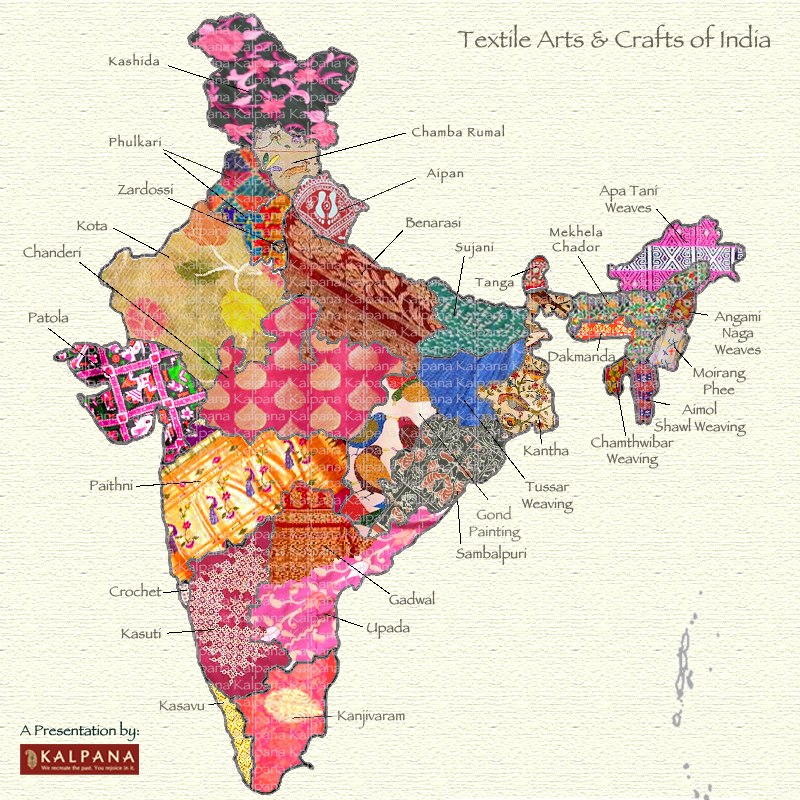 Textile Arts & Crafts of India
Kashida
Chamba Rumal
Phulkari
Aipan
Zardossi
Apa Tani
Weaves
Kota
Benarasi
Mekhela
Chador
Chanderi
Sujani
Tanga
Patola
Angami
Naga
Weaves
Dakmanda
Moirang
Phee
Aimol
Shawl Weaving
Chamthwibar
Weaving
Kantha
Paithni
Tussar
Weaving
Gond
Painting
Sambalpuri
Crochet
Gadwal
Kasuti
Upada
Kasavu
Kanjivaram
A Presentation by:
KALPANA
We recreate the past. You rejoice in it.